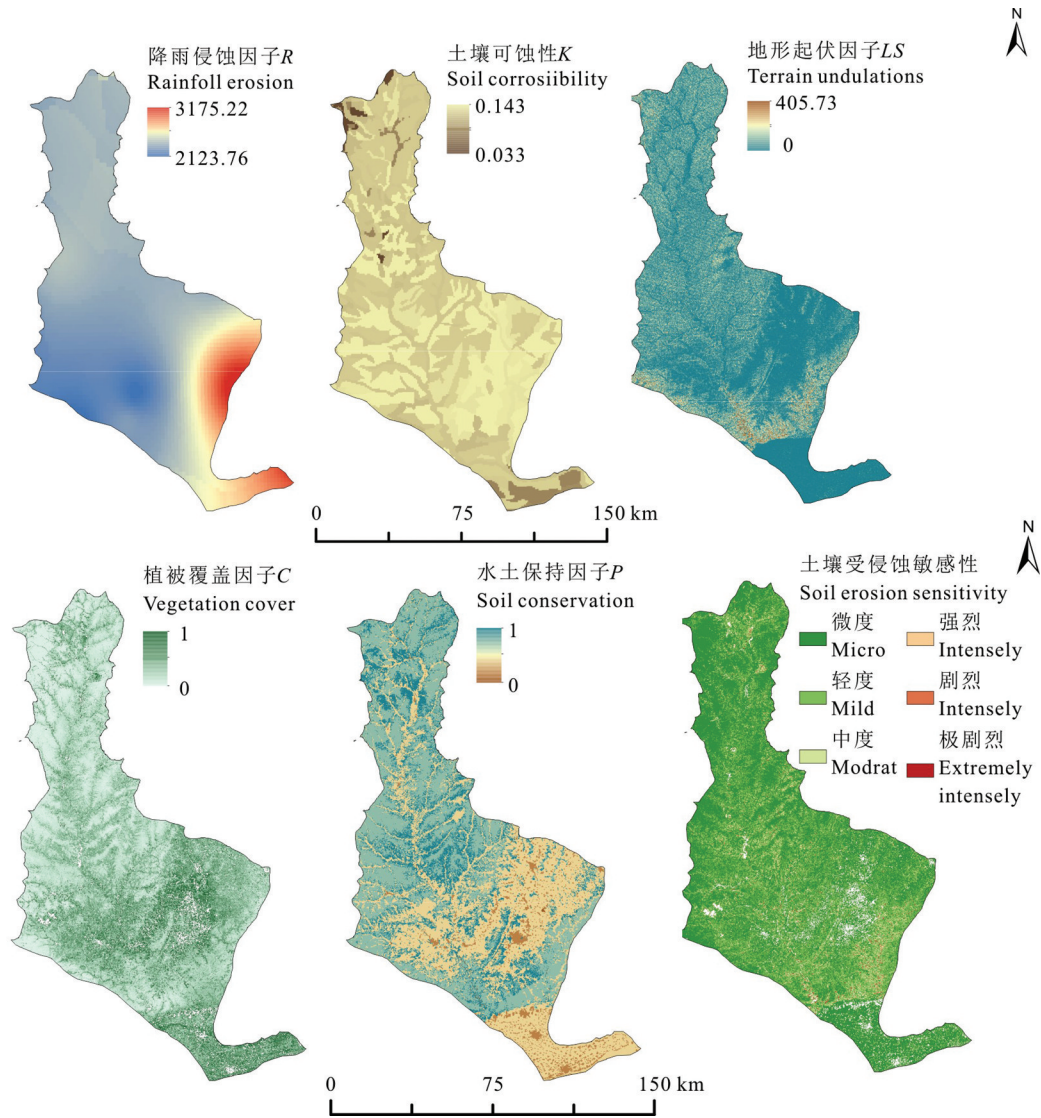 N
降雨侵蚀因子R
Rainfall erosion
3175.22
2123.76
土壤可蚀性K
Soil corrosiibility
0.143
0.033
地形起伏因子LS
Terrain undulations
405.73
0
0 75 150 km
N
植被覆盖因子C
Vegetation cover
1
0
水土保持因子P
Soil conservation
1
0
土壤受侵蚀敏感性
Soil erosion sensitivity
微度
Micro
轻度
Mild
中度
Modrat
强烈
Intensely
剧烈
Intensely
极剧烈
Extremely
intensely
0 75 150 km